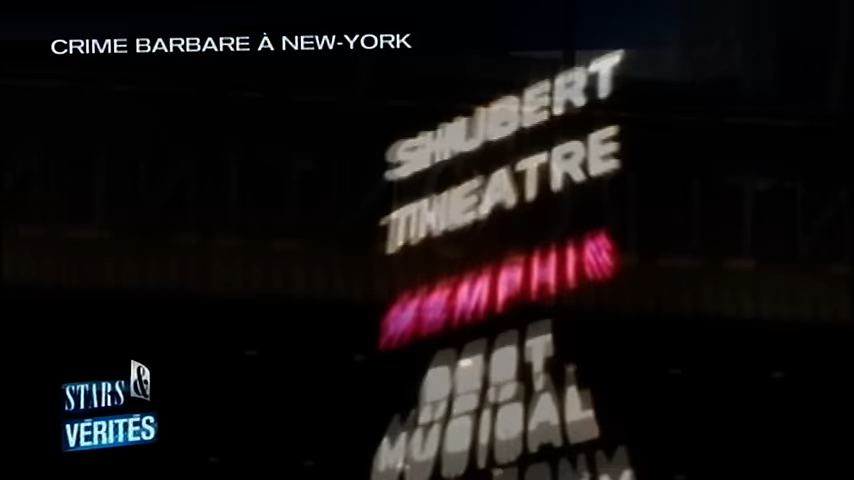 CRIME BARBARE À NEW-YORK
SHUBERT
THEATRE
MEMPHIS
BEST
MUSICAL
STARS &
VÉRITÉS